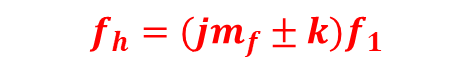 f_h = (jm_f ± k)f_1